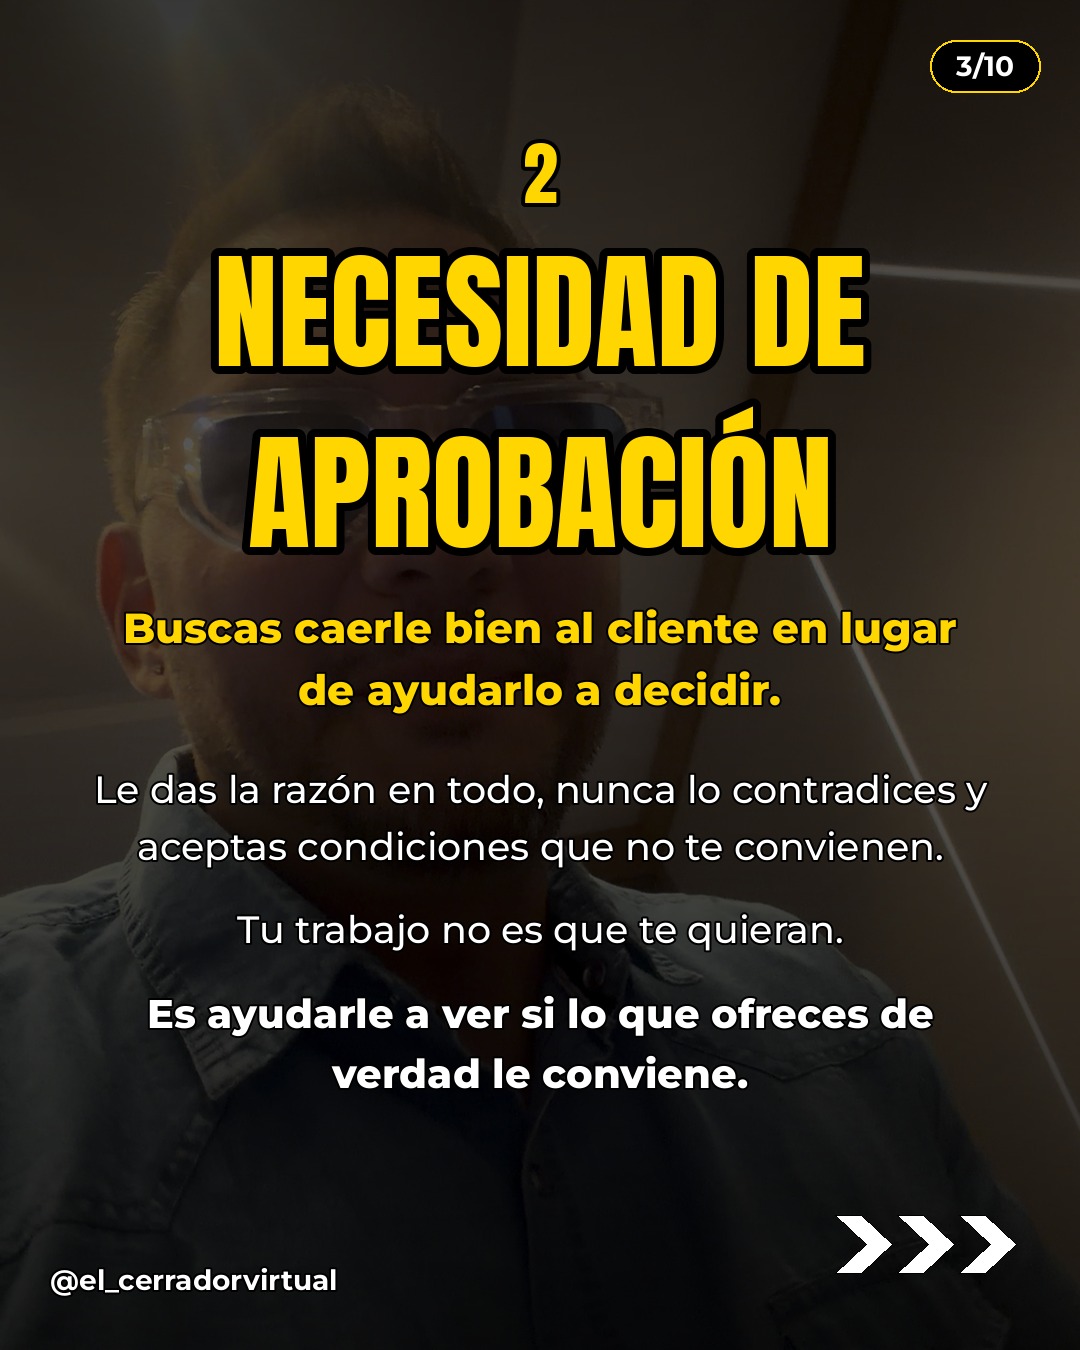 3/10
2
NECESIDAD DE
APROBACIÓN
Buscas caerle bien al cliente en lugar
de ayudarlo a decidir.
Le das la razón en todo, nunca lo contradices y
aceptas condiciones que no te convienen.
Tu trabajo no es que te quieran.
Es ayudarle a ver si lo que ofreces de
verdad le conviene.
@el_cerradorvirtual